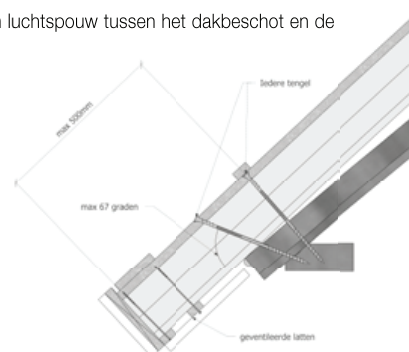 luchtspouw tussen het dakbeschot en de
Iedere tengel
max 500mm
max 67 graden
geventileerde latten